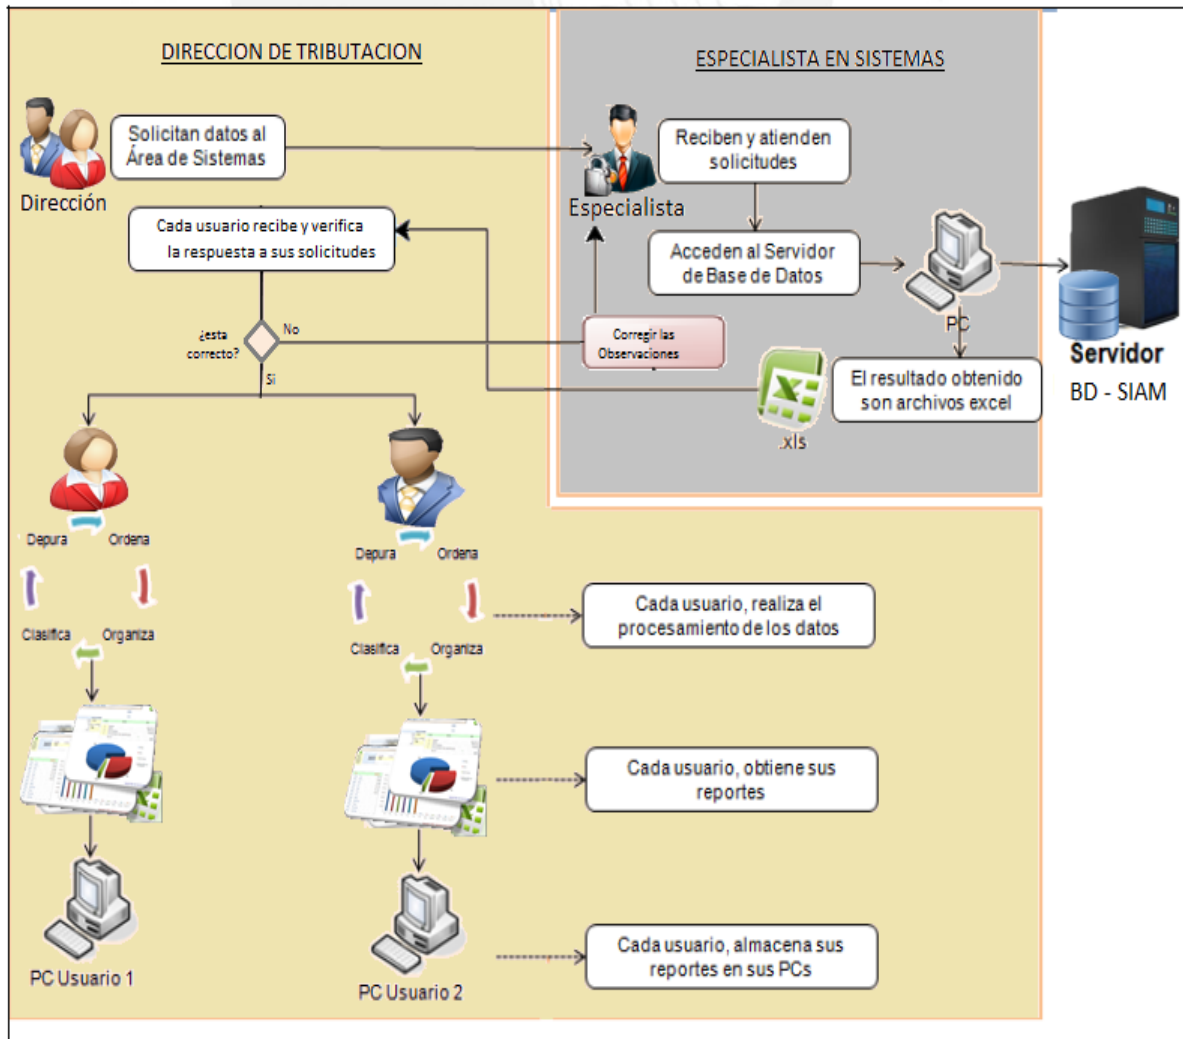 DIRECCION DE TRIBUTACION
ESPECIALISTA EN SISTEMAS
Solicitan datos al
Área de Sistemas
Dirección
Reciben y atienden
solicitudes
Especialista
Cada usuario recibe y verifica
la respuesta a sus solicitudes
Acceden al Servidor
de Base de Datos
PC
Servidor
BD - SIAM
¿esta
correcto?
No
Si
Corregir las
Observaciones
.xls
El resultado obtenido
son archivos excel
Depura
Ordena
Clasifica
Organiza
Depura
Ordena
Clasifica
Organiza
Cada usuario, realiza el
procesamiento de los datos
Cada usuario, obtiene sus
reportes
Cada usuario, almacena sus
reportes en sus PCs
PC Usuario 1
PC Usuario 2